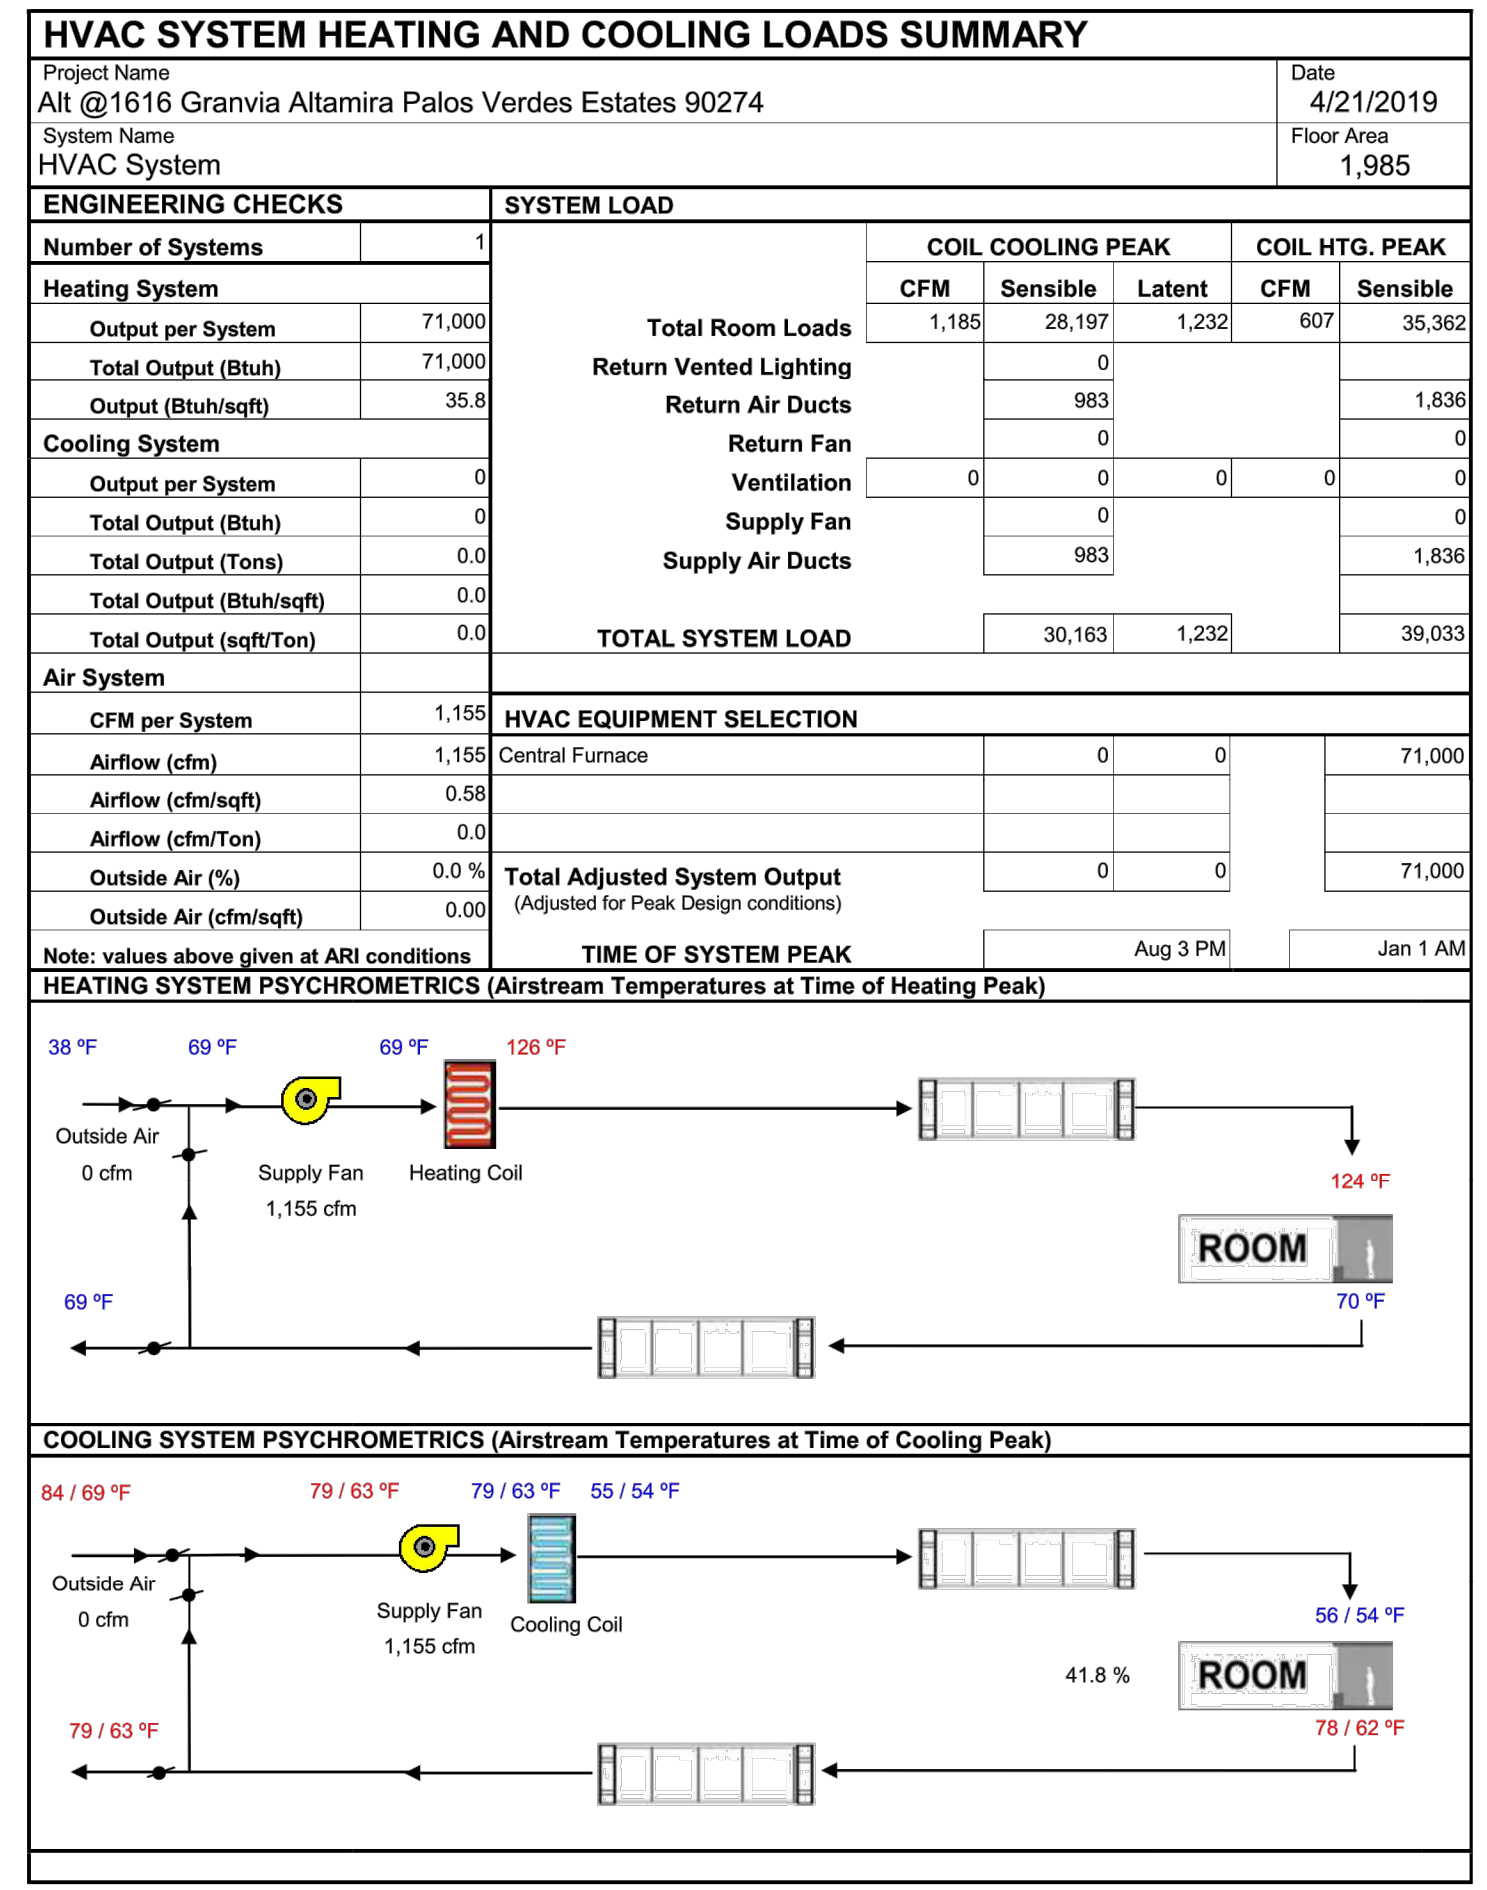 HVAC SYSTEM HEATING AND COOLING LOADS SUMMARY
Project Name
Alt @1616 Granvia Altamira Palos Verdes Estates 90274
Date
4/21/2019
System Name
HVAC System
Floor Area
1,985
ENGINEERING CHECKS
Number of Systems 1
Heating System
Output per System 71,000
Total Output (Btuh) 71,000
Output (Btuh/sqft) 35.8
Cooling System
Output per System 0
Total Output (Btuh) 0
Total Output (Tons) 0.0
Total Output (Btuh/sqft) 0.0
Total Output (sqft/Ton) 0.0
Air System
CFM per System 1,155
Airflow (cfm) 1,155
Airflow (cfm/sqft) 0.58
Airflow (cfm/Ton) 0.0
Outside Air (%) 0.0 %
Outside Air (cfm/sqft) 0.00
Note: values above given at ARI conditions
SYSTEM LOAD
COIL COOLING PEAK COIL HTG. PEAK
CFM Sensible Latent CFM Sensible
Total Room Loads 1,185 28,197 1,232 607 35,362
Return Vented Lighting 0
Return Air Ducts 983 1,836
Return Fan 0 0
Ventilation 0 0 0 0 0
Supply Fan 0 0
Supply Air Ducts 983 1,836
TOTAL SYSTEM LOAD 30,163 1,232 39,033
HVAC EQUIPMENT SELECTION
Central Furnace 0 0 71,000
Total Adjusted System Output 0 0 71,000
(Adjusted for Peak Design conditions)
TIME OF SYSTEM PEAK Aug 3 PM Jan 1 AM
HEATING SYSTEM PSYCHROMETRICS (Airstream Temperatures at Time of Heating Peak)
38 ºF 69 ºF 69 ºF 126 ºF
Outside Air
0 cfm
Supply Fan
1,155 cfm
Heating Coil
124 ºF
ROOM
69 ºF 70 ºF
COOLING SYSTEM PSYCHROMETRICS (Airstream Temperatures at Time of Cooling Peak)
84 / 69 ºF 79 / 63 ºF 79 / 63 ºF 55 / 54 ºF
Outside Air
0 cfm
Supply Fan
1,155 cfm
Cooling Coil
56 / 54 ºF
41.8 % ROOM
79 / 63 ºF 78 / 62 ºF